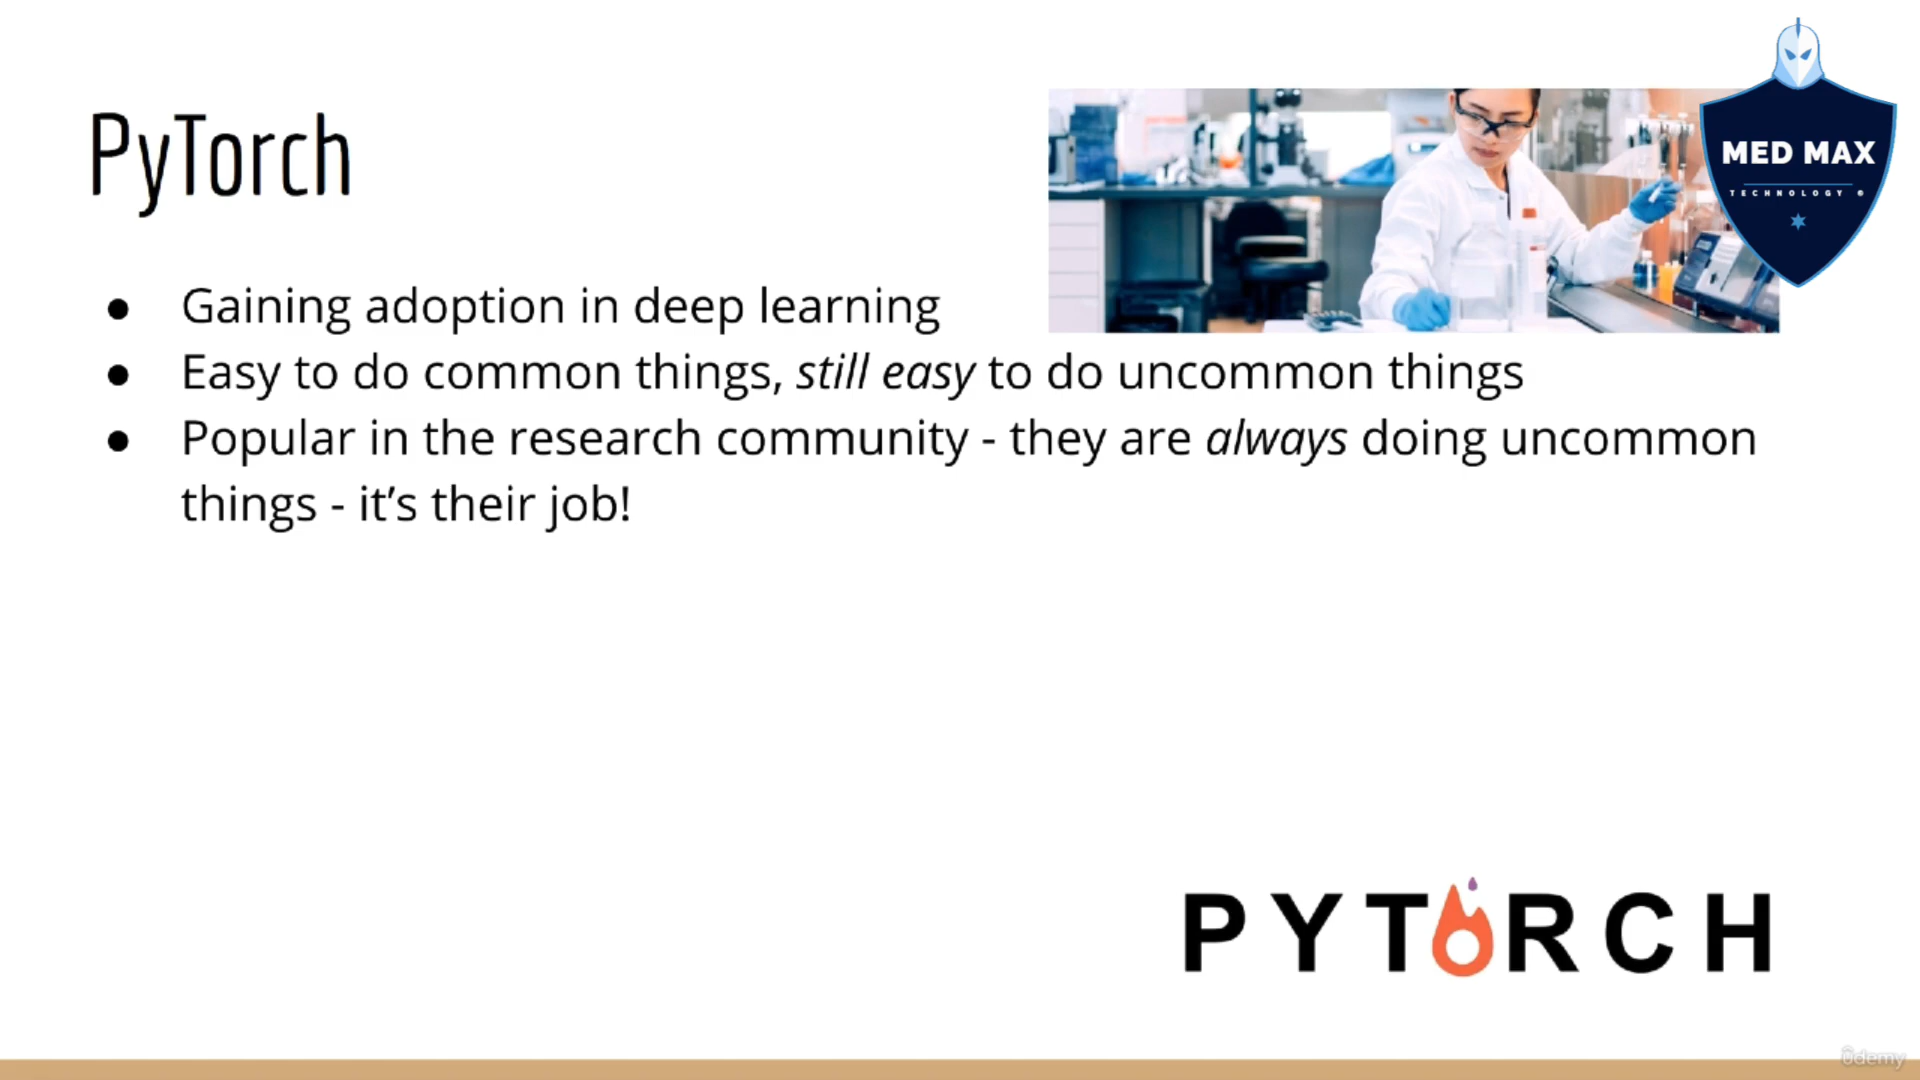 PyTorch
MED MAX
TECHNOLOGY ®
● Gaining adoption in deep learning
● Easy to do common things, still easy to do uncommon things
● Popular in the research community - they are always doing uncommon
things - it’s their job!
PYTORCH
ûdemy